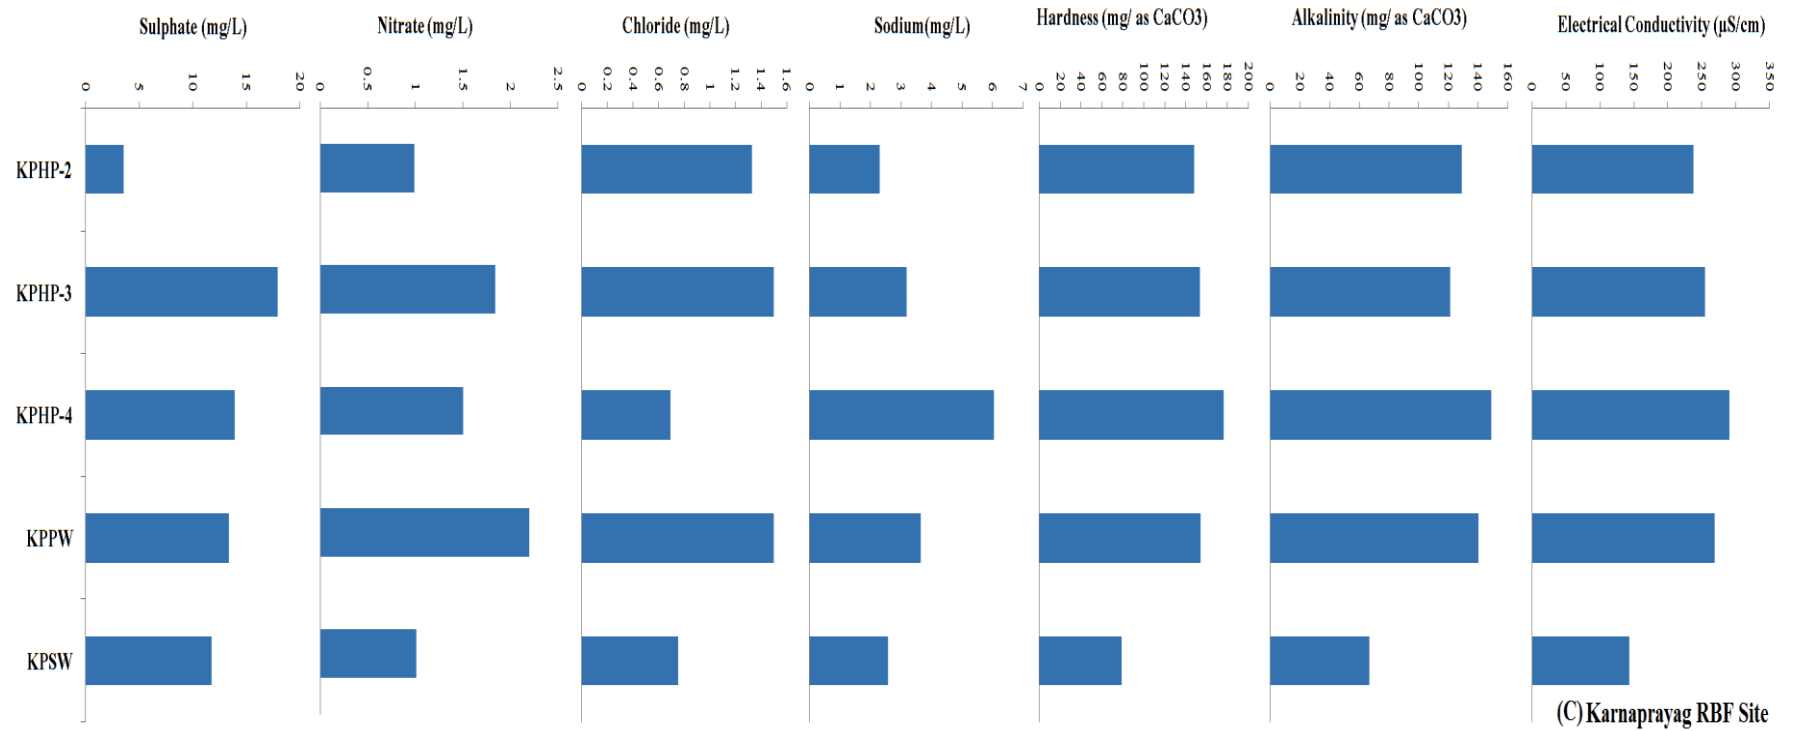 Sulphate (mg/L)
Nitrate (mg/L)
Chloride (mg/L)
Sodium(mg/L)
Hardness (mg/ as CaCO3)
Alkalinity (mg/ as CaCO3)
Electrical Conductivity (µS/cm)
0 5 10 15 20
0 0.5 1 1.5 2 2.5
0 0.2 0.4 0.6 0.8 1 1.2 1.4 1.6
0 1 2 3 4 5 6 7
0 20 40 60 80 100 120 140 160 180 200
0 20 40 60 80 100 120 140 160
0 50 100 150 200 250 300 350
KPHP-2
KPHP-3
KPHP-4
KPPW
KPSW
(C) Karnaprayag RBF Site